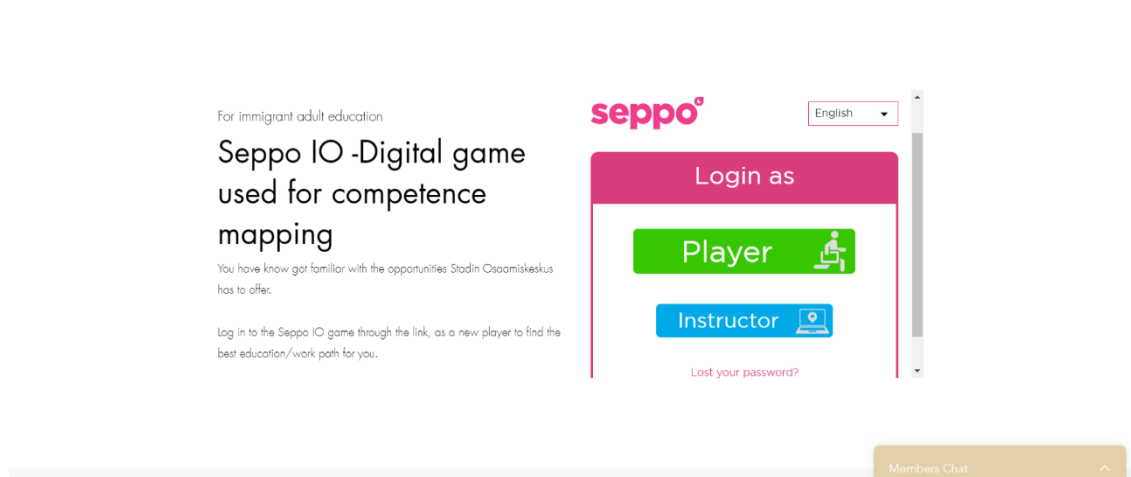 For immigrant adult education
Seppo IO -Digital game
used for competence
mapping
You have know got familiar with the opportunities Stadin Osaamiskeskus
has to offer.
Log in to the Seppo IO game through the link, as a new player to find the
best education/work path for you.
seppo
English
Login as
Player
Instructor
Lost your password?
Members Chat